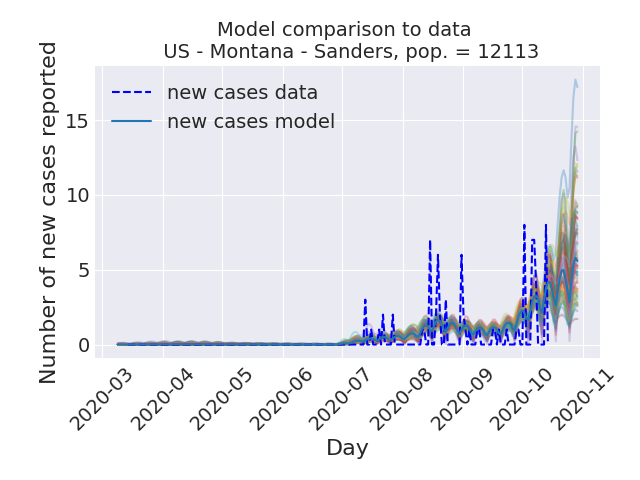 Model comparison to data
US - Montana - Sanders, pop. = 12113
new cases data
new cases model
Number of new cases reported
15
10
5
0
2020-03
2020-04
2020-05
2020-06
2020-07
2020-08
2020-09
2020-10
2020-11
Day